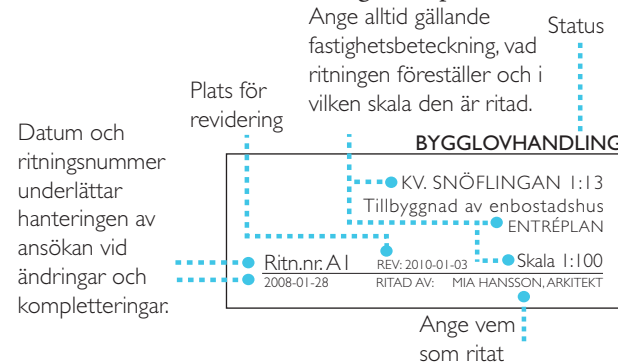 Ange alltid gällande
fastighetsbeteckning, vad
ritningen föreställer och i
vilken skala den är ritad.
Status
Plats för
revidering
Datum och
ritningsnummer
underlättar
hanteringen av
ansökan vid
ändringar och
kompletteringar.
BYGGLOVHANDLING
KV. SNÖFLINGAN 1:13
Tillbyggnad av enbostadshus
ENTRÉPLAN
Ritn.nr. A1
REV: 2010-01-03
Skala 1:100
2008-01-28
RITAD AV:
MIA HANSSON, ARKITEKT
Ange vem
som ritat